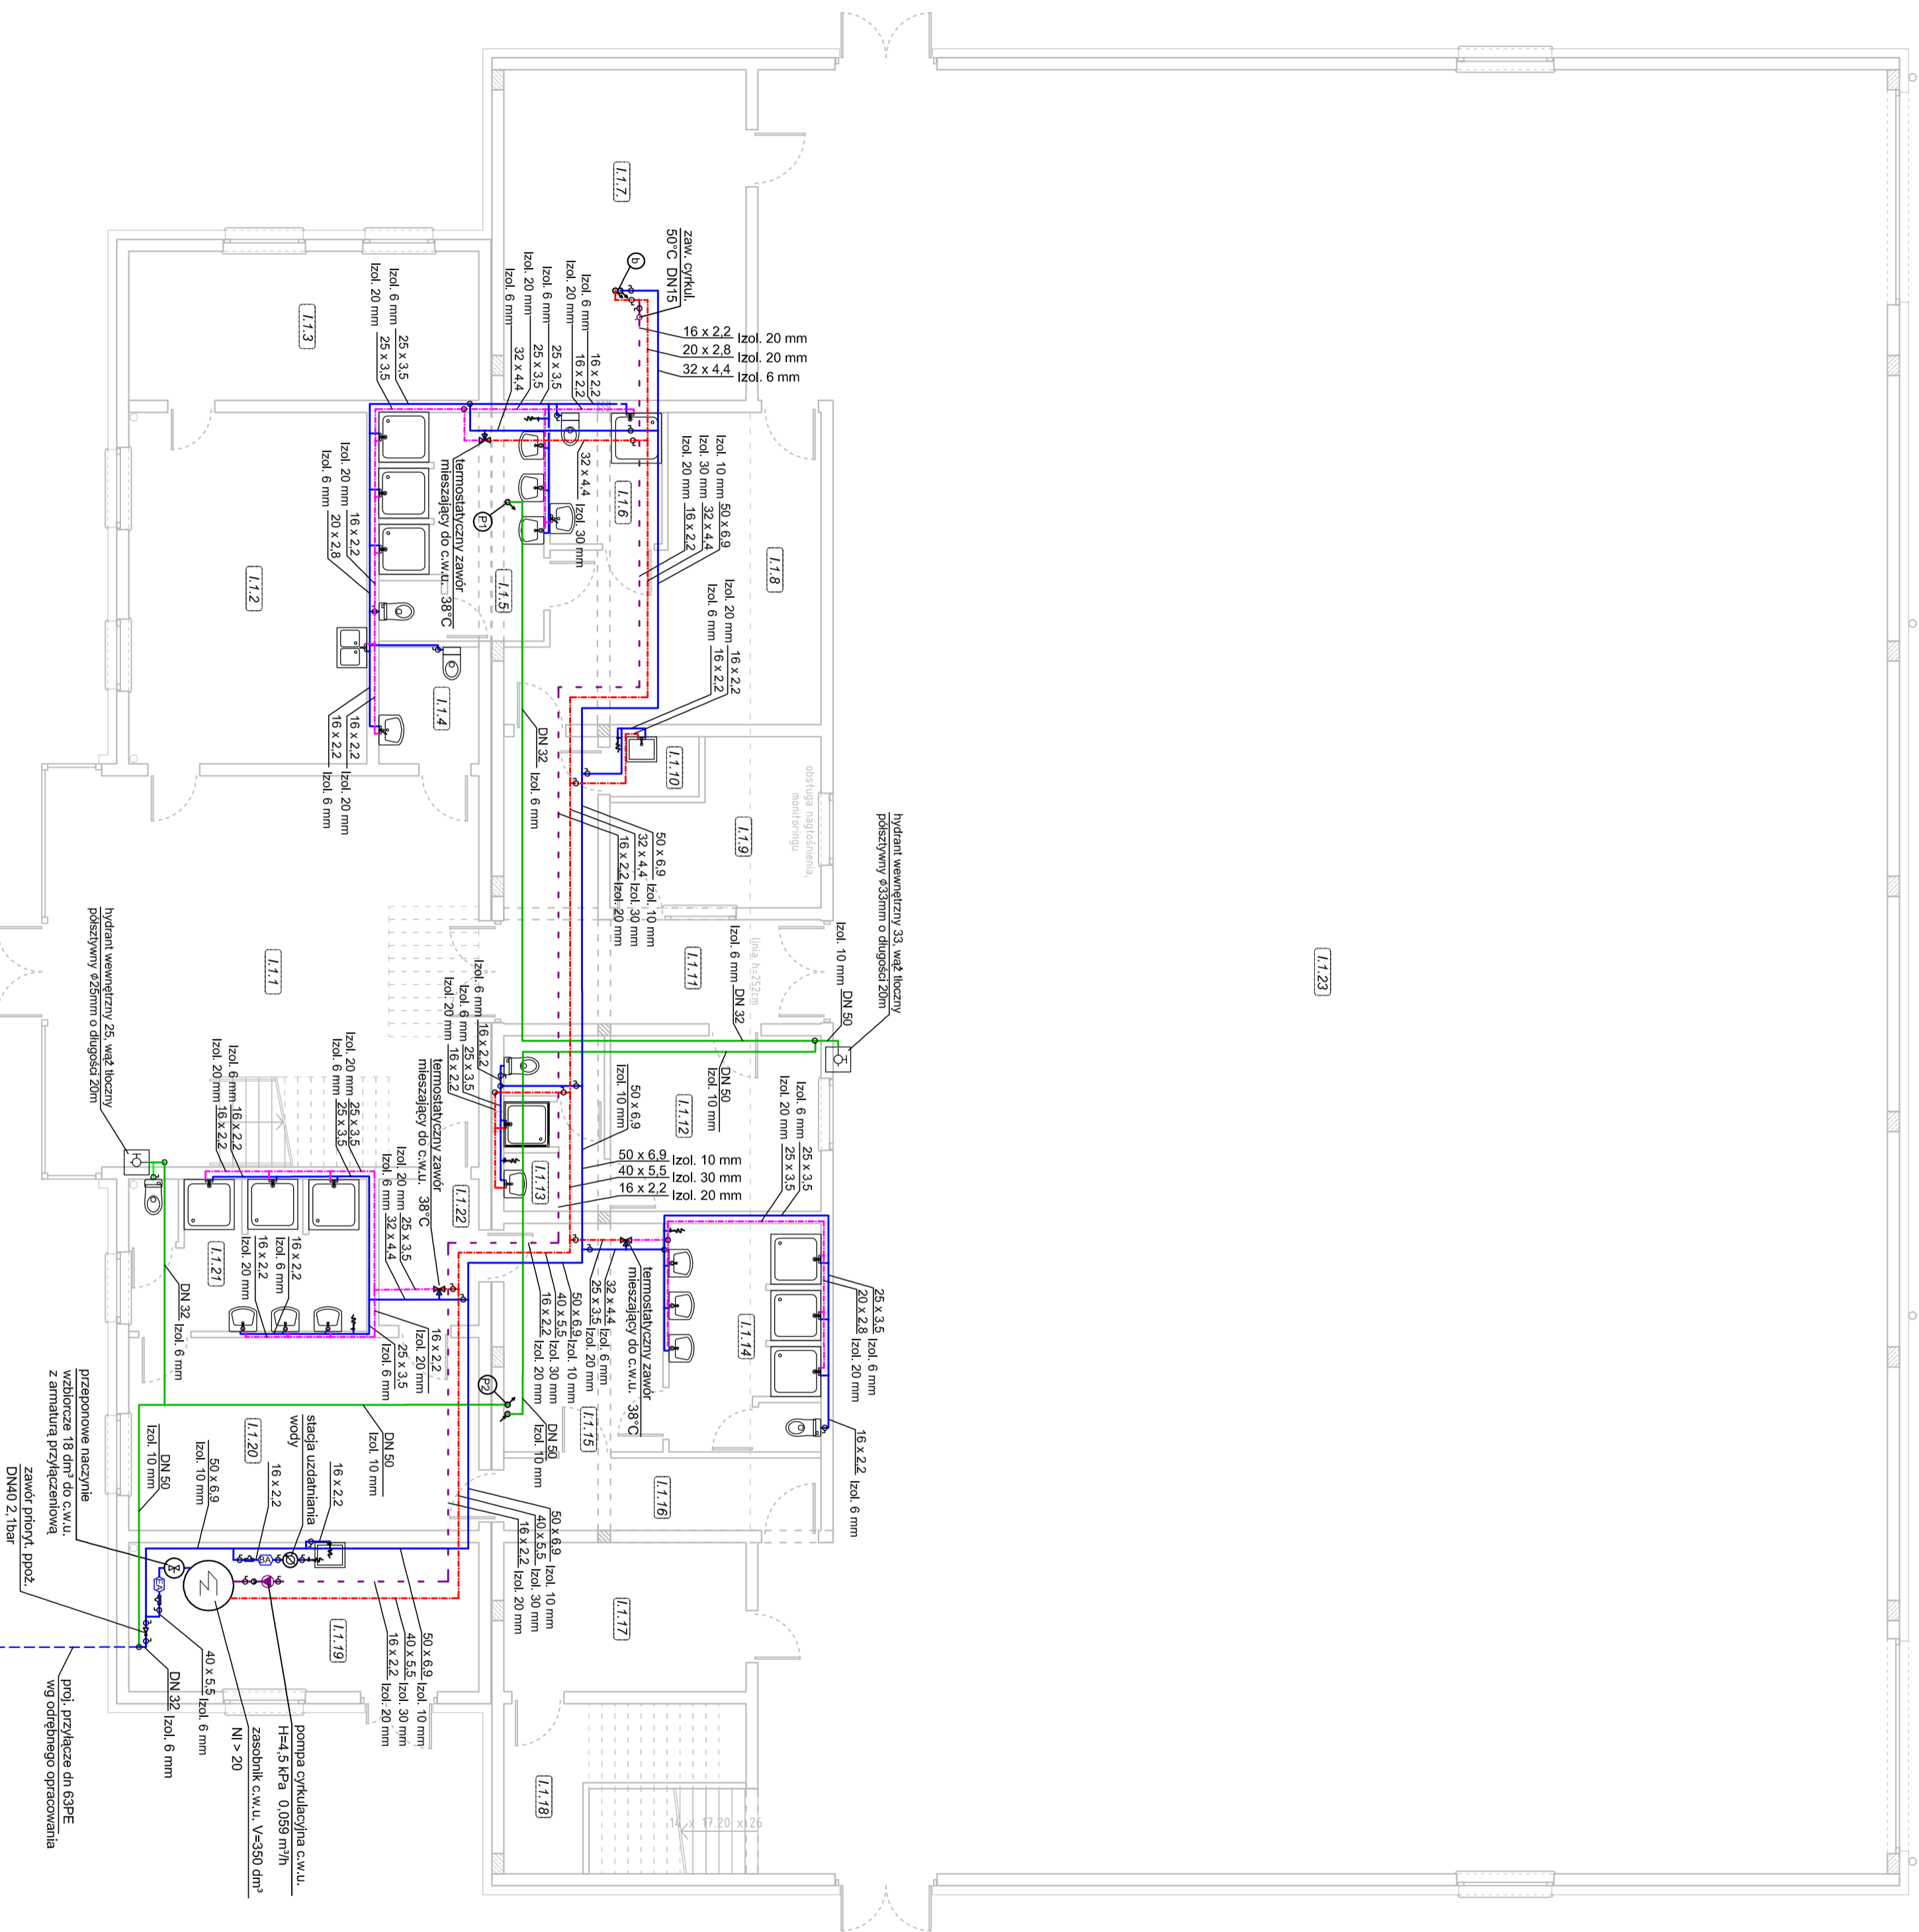 I.1.7.
zaw. cyrkul.
50°C DN15
b
16 x 2,2 Izol. 20 mm
20 x 2,8 Izol. 20 mm
32 x 4,4 Izol. 6 mm
I.1.3
Izol. 6 mm 25 x 3,5
Izol. 20 mm 25 x 3,5
Izol. 6 mm 16 x 2,2
Izol. 20 mm 16 x 2,2
Izol. 6 mm 25 x 3,5
Izol. 20 mm 25 x 3,5
Izol. 6 mm 32 x 4,4
32 x 4,4 Izol. 30 mm
I.1.6
Izol. 10 mm 50 x 6,9
Izol. 30 mm 32 x 4,4
Izol. 20 mm 16 x 2,2
I.1.8
termostatyczny zawór
mieszający do c.w.u. 38°C
P1
I.1.5
Izol. 20 mm 16 x 2,2
Izol. 6 mm 20 x 2,8
I.1.2
I.1.4
16 x 2,2 Izol. 20 mm
16 x 2,2 Izol. 6 mm
Izol. 20 mm 16 x 2,2
Izol. 6 mm 16 x 2,2
DN 32 Izol. 6 mm
I.1.10
obsługa nagłośnienia,
monitoringu
I.1.9
50 x 6,9 Izol. 10 mm
32 x 4,4 Izol. 30 mm
16 x 2,2 Izol. 20 mm
hydrant wewnętrzny 33, wąż tłoczny
półsztywny ø33mm o długości 20m
Izol. 10 mm DN 50
Izol. 6 mm DN 32
linia h=252cm
I.1.11
I.1.23
I.1.1
hydrant wewnętrzny 25, wąż tłoczny
półsztywny ø25mm o długości 20m
Izol. 6 mm 16 x 2,2
Izol. 6 mm 25 x 3,5
Izol. 20 mm 16 x 2,2
termostatyczny zawór
mieszający do c.w.u. 38°C
Izol. 20 mm 25 x 3,5
Izol. 6 mm 25 x 3,5
Izol. 6 mm 16 x 2,2
Izol. 20 mm 16 x 2,2
50 x 6,9
Izol. 10 mm
DN 50
Izol. 10 mm
I.1.12
Izol. 6 mm 25 x 3,5
Izol. 20 mm 25 x 3,5
50 x 6,9 Izol. 10 mm
40 x 5,5 Izol. 30 mm
16 x 2,2 Izol. 20 mm
I.1.13
I.1.22
Izol. 20 mm 25 x 3,5
Izol. 6 mm 32 x 4,4
I.1.21
16 x 2,2
Izol. 6 mm
16 x 2,2
Izol. 20 mm
H
DN 32 Izol. 6 mm
16 x 2,2
Izol. 20 mm
25 x 3,5
Izol. 6 mm
50 x 6,9 Izol. 10 mm
40 x 5,5 Izol. 30 mm
16 x 2,2 Izol. 20 mm
32 x 4,4 Izol. 6 mm
25 x 3,5 Izol. 20 mm
termostatyczny zawór
mieszający do c.w.u. 38°C
I.1.14
25 x 3,5 Izol. 6 mm
20 x 2,8 Izol. 20 mm
16 x 2,2 Izol. 6 mm
P2
DN 50
Izol. 10 mm
I.1.15
I.1.16
DN 50
Izol. 10 mm
I.1.20
stacja uzdatniania
wody
16 x 2,2
16 x 2,2
50 x 6,9
Izol. 10 mm
DN 50
Izol. 10 mm
przeponowe naczynie
wzbiorcze 18 dm³ do c.w.u.
z armaturą przyłączeniową
zawór prioryt. ppoż.
DN40 2,1bar
BA
EA
50 x 6,9 Izol. 10 mm
40 x 5,5 Izol. 30 mm
16 x 2,2 Izol. 20 mm
I.1.17
I.1.19
50 x 6,9 Izol. 10 mm
40 x 5,5 Izol. 30 mm
16 x 2,2 Izol. 20 mm
40 x 5,5 Izol. 6 mm
DN 32 Izol. 6 mm
proj. przyłącze dn 63PE
wg odrębnego opracowania
pompa cyrkulacyjna c.w.u.
H=4,5 kPa 0,059 m³/h
zasobnik c.w.u. V=350 dm³
NI > 20
I.1.18
14 x 17.20 x 26